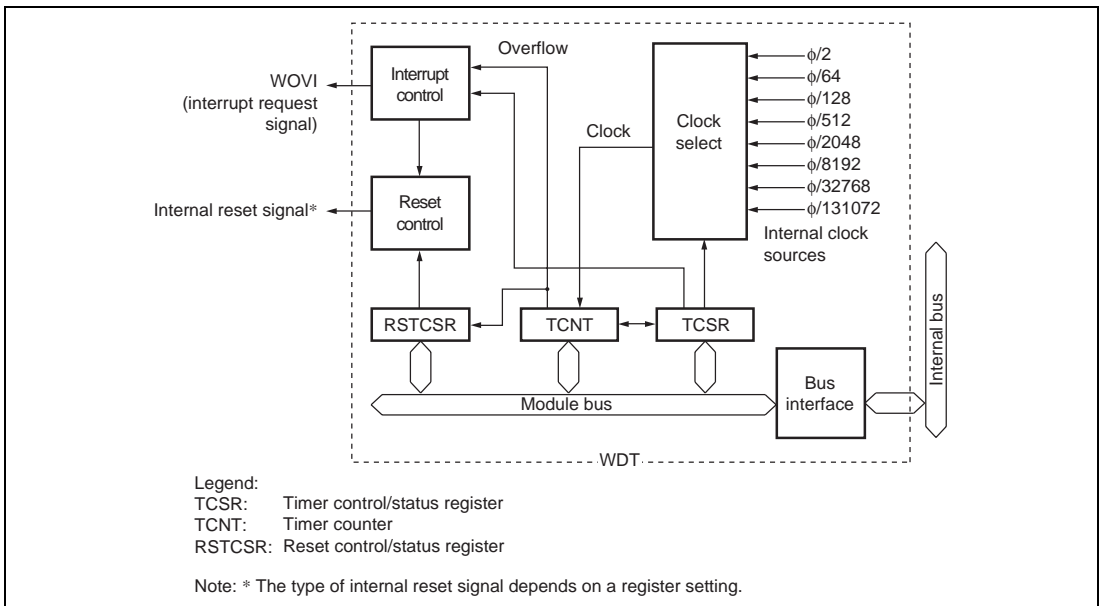 Overflow
Interrupt
control
WOVI
(interrupt request
signal)
Reset
control
Internal reset signal*
Clock
Clock
select
ϕ/2
ϕ/64
ϕ/128
ϕ/512
ϕ/2048
ϕ/8192
ϕ/32768
ϕ/131072
Internal clock
sources
RSTCSR
TCNT
TCSR
Module bus
Bus
interface
Internal bus
WDT
Legend:
TCSR: Timer control/status register
TCNT: Timer counter
RSTCSR: Reset control/status register
Note: * The type of internal reset signal depends on a register setting.